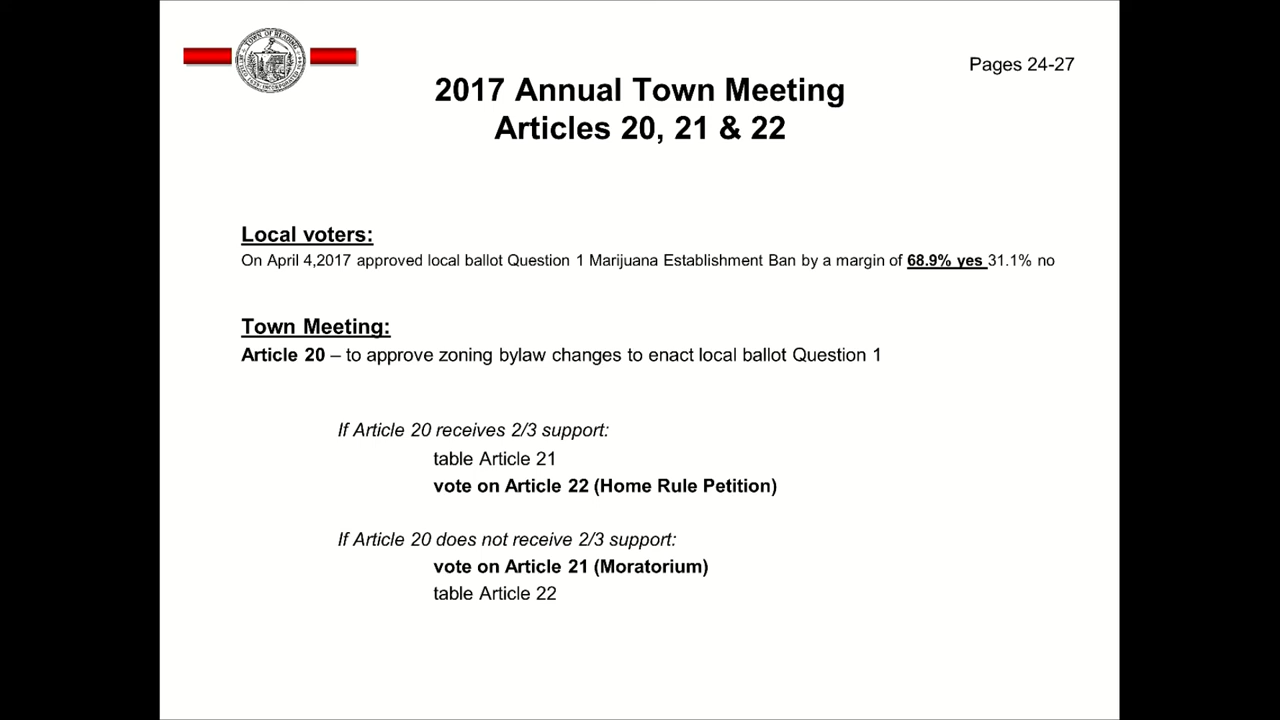 TOWN OF READING
Pages 24-27
2017 Annual Town Meeting
Articles 20, 21 & 22
Local voters:
On April 4,2017 approved local ballot Question 1 Marijuana Establishment Ban by a margin of 68.9% yes 31.1% no
Town Meeting:
Article 20 – to approve zoning bylaw changes to enact local ballot Question 1
If Article 20 receives 2/3 support:
table Article 21
vote on Article 22 (Home Rule Petition)
If Article 20 does not receive 2/3 support:
vote on Article 21 (Moratorium)
table Article 22